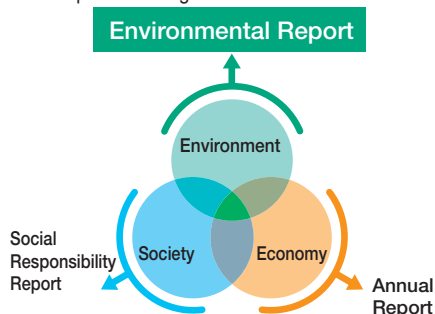 Environmental Report
Environment
Society
Economy
Social
Responsibility
Report
Annual
Report